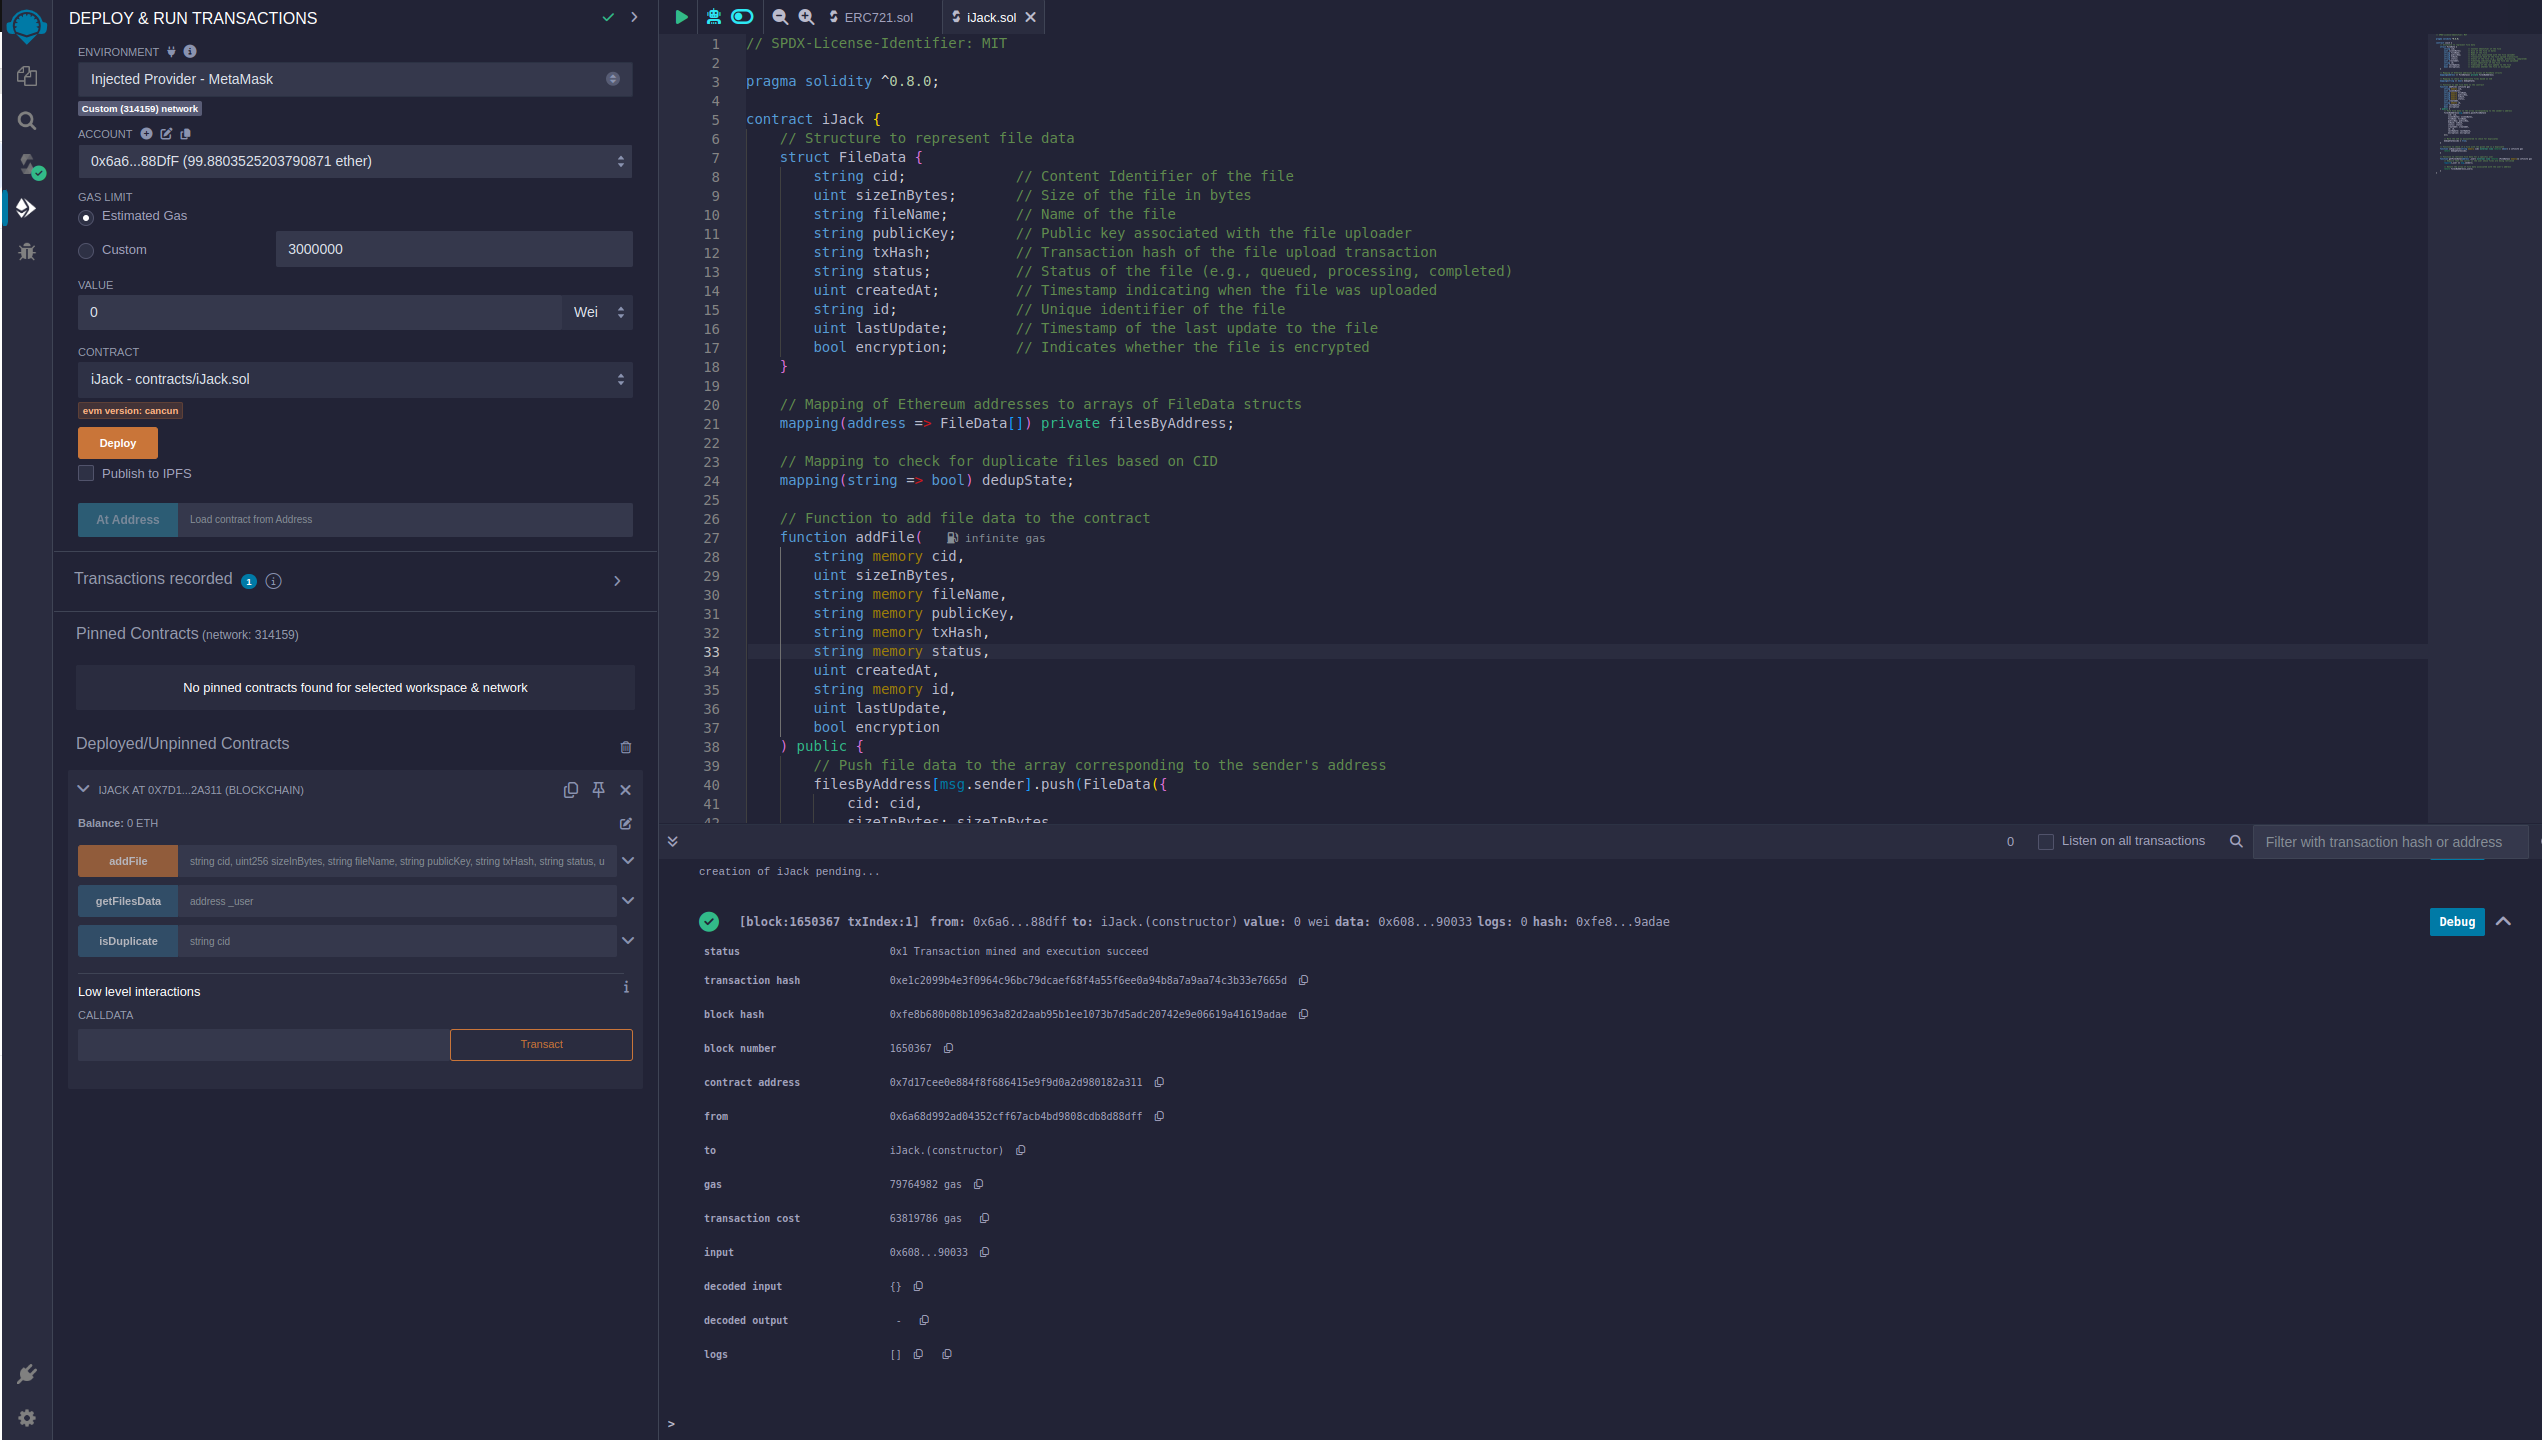 DEPLOY & RUN TRANSACTIONS
ENVIRONMENT
Injected Provider - MetaMask
Custom (314159) network
ACCOUNT
0x6a6...88DfF (99.8803525203790871 ether)
GAS LIMIT
Estimated Gas
Custom
3000000
VALUE
0
Wei
CONTRACT
iJack - contracts/iJack.sol
evm version: cancun
Deploy
Publish to IPFS
At Address
Load contract from Address
Transactions recorded 1
Pinned Contracts (network: 314159)
No pinned contracts found for selected workspace & network
Deployed/Unpinned Contracts
IJACK AT 0X7D1...2A311 (BLOCKCHAIN)
Balance: 0 ETH
addFile
string cid, uint256 sizeInBytes, string fileName, string publicKey, string txHash, string status, u
getFilesData
address _user
isDuplicate
string cid
Low level interactions
CALLDATA
Transact
ERC721.sol
iJack.sol
1 // SPDX-License-Identifier: MIT
2
3 pragma solidity ^0.8.0;
4
5 contract iJack {
6 // Structure to represent file data
7 struct FileData {
8 string cid; // Content Identifier of the file
9 uint sizeInBytes; // Size of the file in bytes
10 string fileName; // Name of the file
11 string publicKey; // Public key associated with the file uploader
12 string txHash; // Transaction hash of the file upload transaction
13 string status; // Status of the file (e.g., queued, processing, completed)
14 uint createdAt; // Timestamp indicating when the file was uploaded
15 string id; // Unique identifier of the file
16 uint lastUpdate; // Timestamp of the last update to the file
17 bool encryption; // Indicates whether the file is encrypted
18 }
19
20 // Mapping of Ethereum addresses to arrays of FileData structs
21 mapping(address => FileData[]) private filesByAddress;
22
23 // Mapping to check for duplicate files based on CID
24 mapping(string => bool) dedupState;
25
26 // Function to add file data to the contract
27 function addFile( infinite gas
28 string memory cid,
29 uint sizeInBytes,
30 string memory fileName,
31 string memory publicKey,
32 string memory txHash,
33 string memory status,
34 uint createdAt,
35 string memory id,
36 uint lastUpdate,
37 bool encryption
38 ) public {
39 // Push file data to the array corresponding to the sender's address
40 filesByAddress[msg.sender].push(FileData({
41 cid: cid,
42 sizeInBytes: sizeInBytes
0
Listen on all transactions
Filter with transaction hash or address
creation of iJack pending...
[block:1650367 txIndex:1] from: 0x6a6...88dff to: iJack.(constructor) value: 0 wei data: 0x608...90033 logs: 0 hash: 0xfe8...9adae
Debug
status 0x1 Transaction mined and execution succeed
transaction hash 0xe1c2099b4e3f0964c96bc79dcaef68f4a55f6ee0a94b8a7a9aa74c3b33e7665d
block hash 0xfe8b680b08b10963a82d2aab95b1ee1073b7d5adc20742e9e06619a41619adae
block number 1650367
contract address 0x7d17cee0e884f8f686415e9f9d0a2d980182a311
from 0x6a68d992ad04352cff67acb4bd9808cdb8d88dff
to iJack.(constructor)
gas 79764982 gas
transaction cost 63819786 gas
input 0x608...90033
decoded input {}
decoded output -
logs []
>